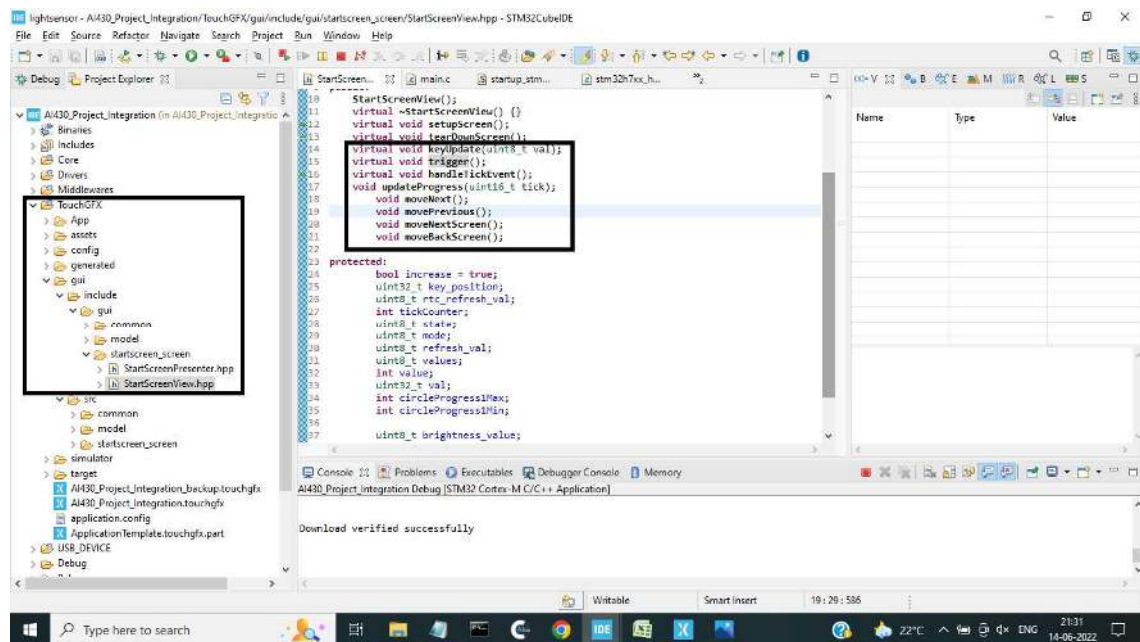 lightsensor - AI430_Project_Integration/TouchGFX/gui/include/gui/startscreen_screen/StartScreenView.hpp - STM32CubeIDE
File Edit Source Refactor Navigate Search Project Run Window Help
Debug Project Explorer
AI430_Project_Integration (in AI430_Project_Integratio
Binaries
Includes
Core
Drivers
Middlewares
TouchGFX
App
assets
config
generated
gui
include
gui
common
model
startscreen_screen
StartScreenPresenter.hpp
StartScreenView.hpp
src
common
model
startscreen_screen
simulator
target
AI430_Project_Integration_backup.touchgfx
AI430_Project_Integration.touchgfx
application.config
ApplicationTemplate.touchgfx.part
USB_DEVICE
Debug
StartScreen... main.c startup_stm... stm32h7xx_h... »2
10 StartScreenView();
11 virtual ~StartScreenView() {}
12 virtual void setupScreen();
13 virtual void tearDownScreen();
14 virtual void keyUpdate(uint8_t val);
15 virtual void trigger();
16 virtual void handleTickEvent();
17 void updateProgress(uint16_t tick);
18 void moveNext();
19 void movePrevious();
20 void moveNextScreen();
21 void moveBackScreen();
22
23 protected:
24 bool increase = true;
25 uint32_t key_position;
26 uint8_t rtc_refresh_val;
27 int tickCounter;
28 uint8_t state;
29 uint8_t mode;
30 uint8_t refresh_val;
31 uint8_t values;
32 int value;
33 uint32_t val;
34 int circleProgress1Max;
35 int circleProgress1Min;
36
37 uint8_t brightness_value;
V B E M R L S
Name Type Value
Console Problems Executables Debugger Console Memory
AI430_Project_Integration Debug [STM32 Cortex-M C/C++ Application]
Download verified successfully
Writable Smart Insert 19 : 29 : 586
Type here to search
IDE
22°C ENG 21:31
14-06-2022